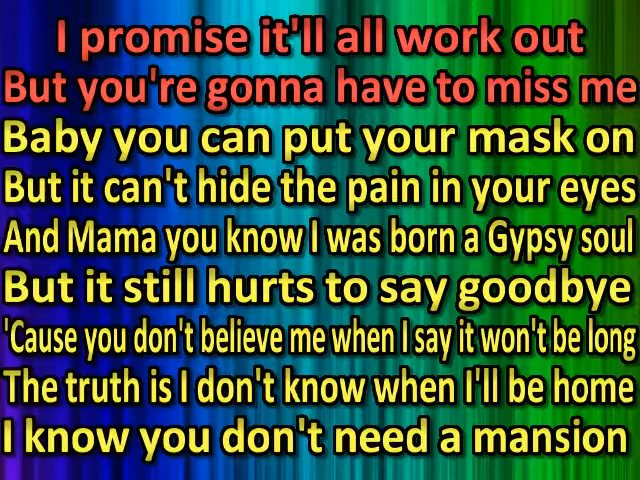 I promise it'll all work out
But you're gonna have to miss me
Baby you can put your mask on
But it can't hide the pain in your eyes
And Mama you know I was born a Gypsy soul
But it still hurts to say goodbye
'Cause you don't believe me when I say it won't be long
The truth is I don't know when I'll be home
I know you don't need a mansion